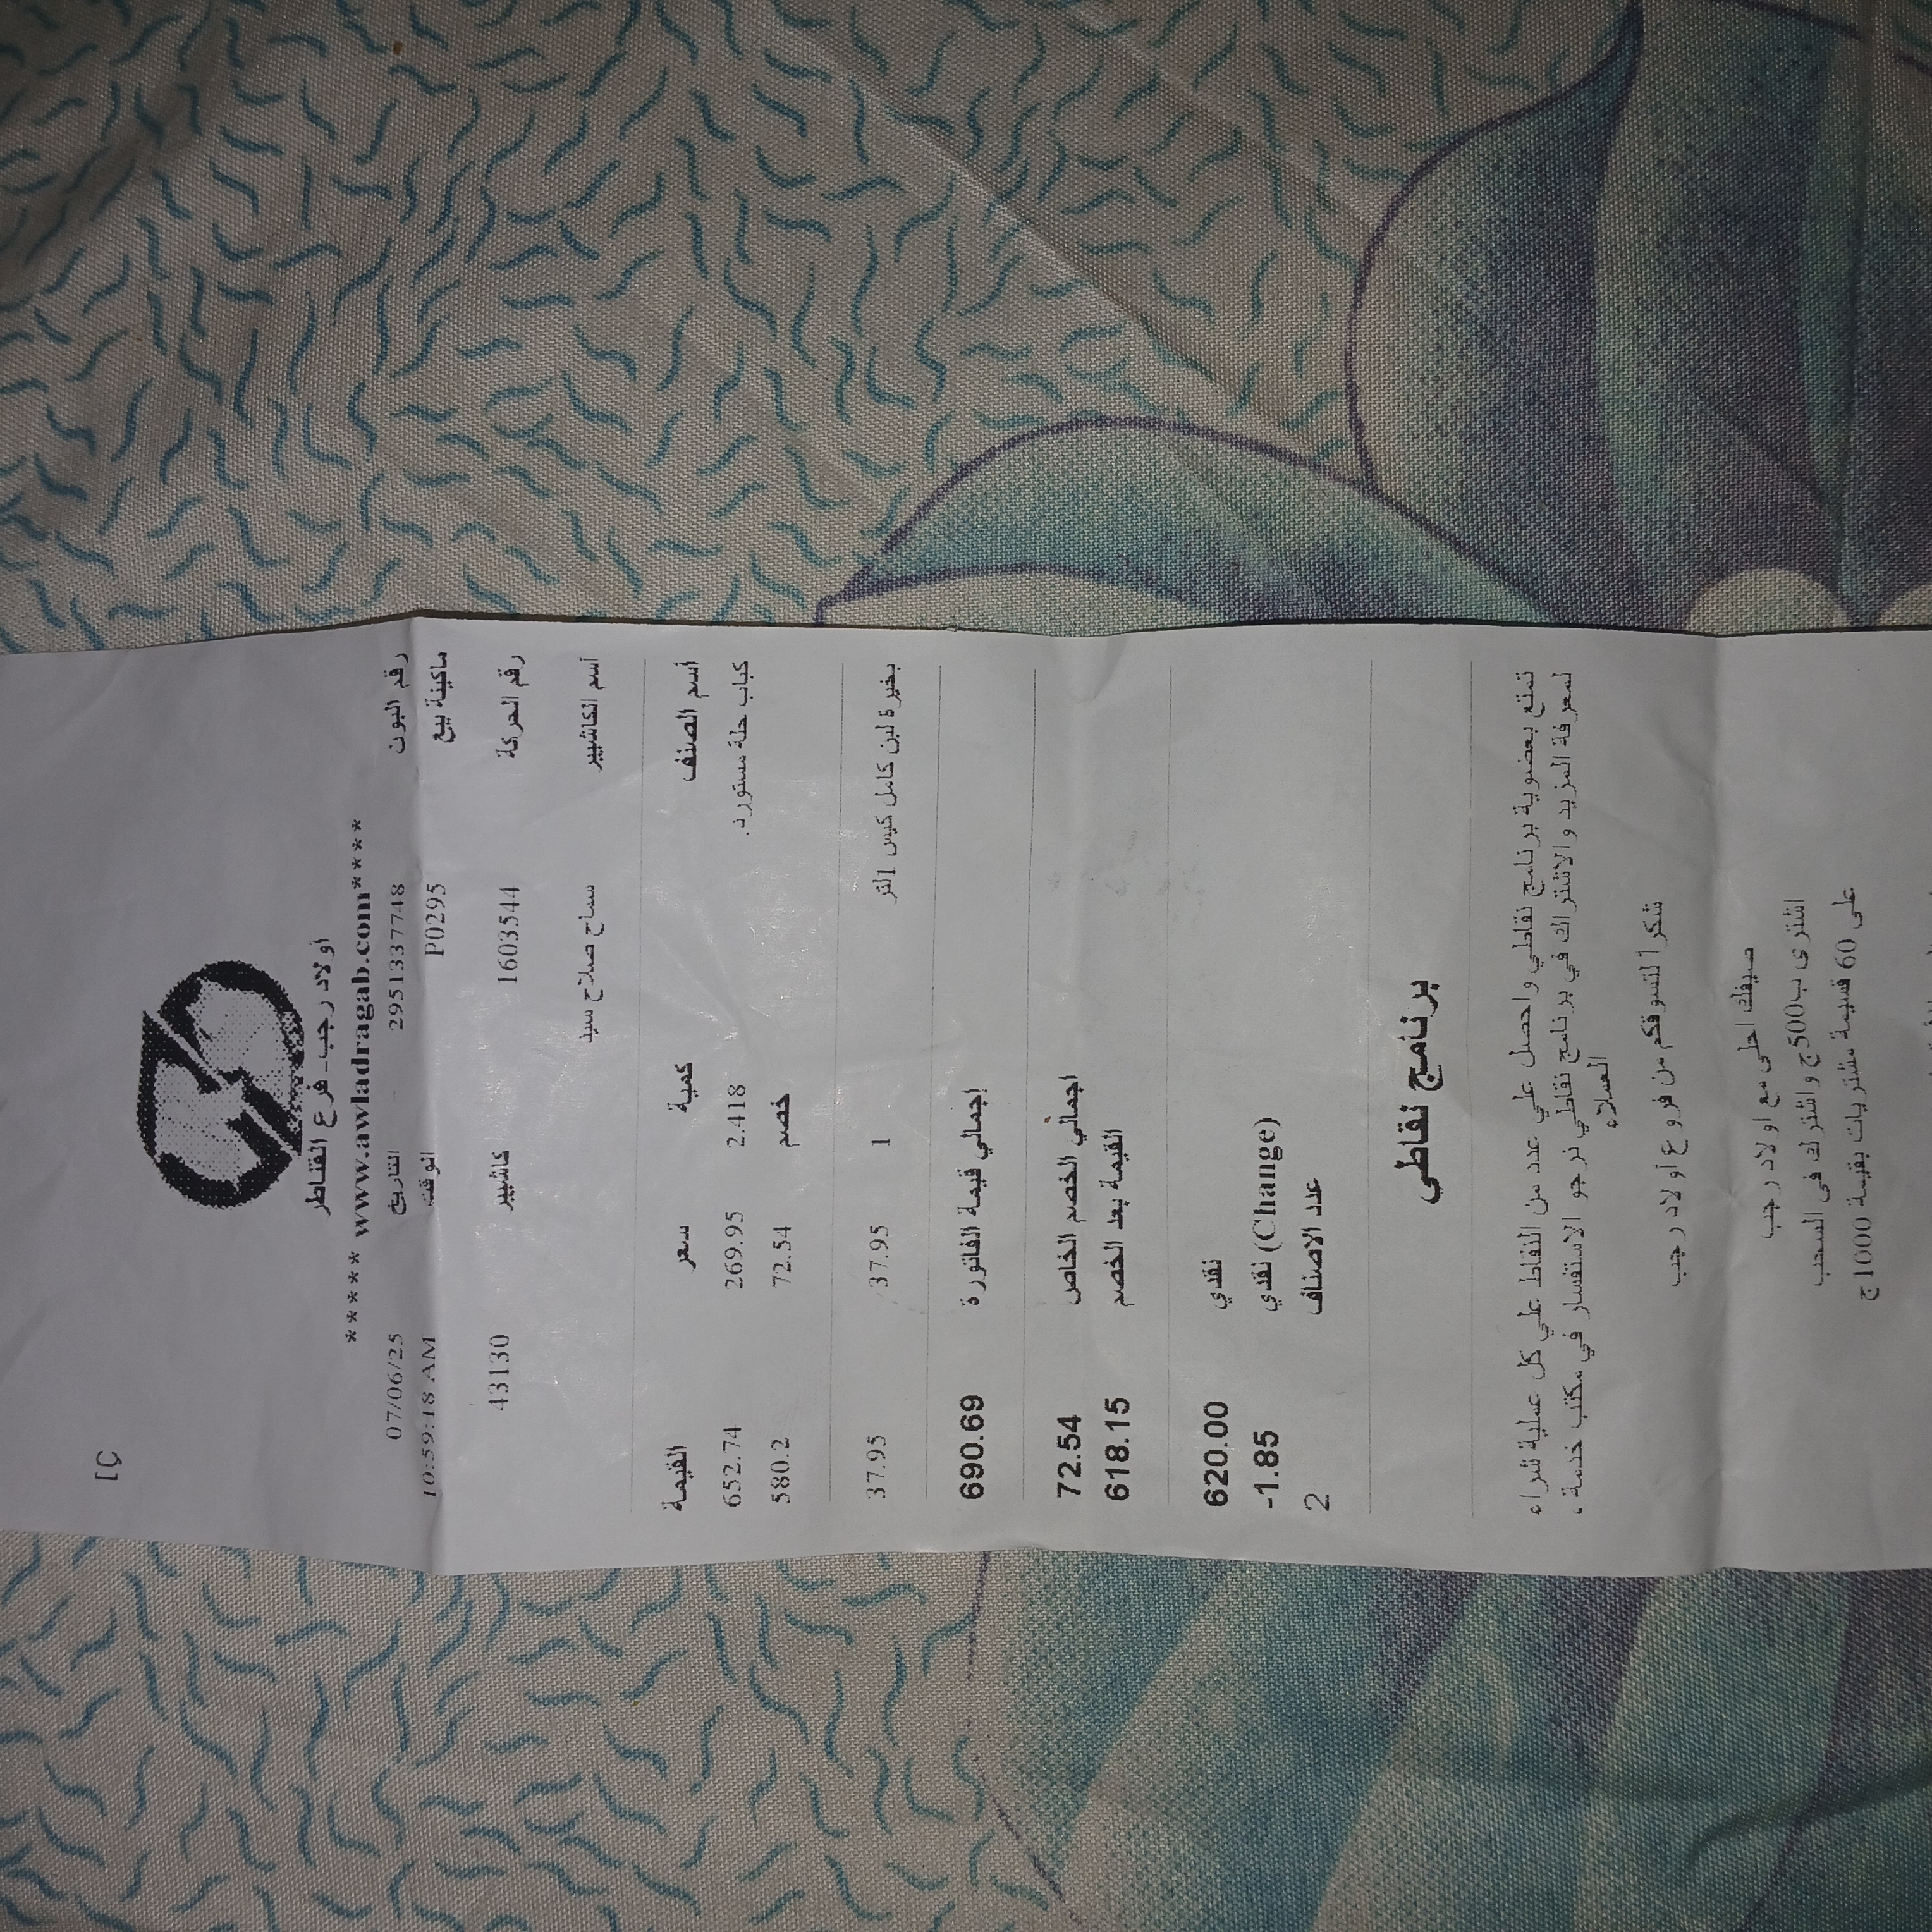 [Ç
اولاد رجب - فرع القناطر
***** www.awladragab.com*****
رقم البون 2951337748 - التاريخ 07/06/25
ماكينة بيع P0295 الوقت 10:59:18 AM
رقم الحركة 1603544 كاشيير 43130
أسم الكاشيير سماح صلاح سيد
أسم الصنف كمية سعر القيمة
كباب حلة مستورد. 2.418 269.95 652.74
خصم 72.54 580.2
بخيره لبن كامل كيس 1لتر 1 37.95 37.95
إجمالي قيمة الفاتورة 690.69
اجمالي الخصم الخاص 72.54
القيمة بعد الخصم 618.15
نقدي 620.00
نقدي (Change) -1.85
عدد الاصناف 2
برنامج نقاطي
تمتع بعضوية برنامج نقاطي واحصل علي عدد من النقاط علي كل عملية شراء
لمعرفة المزيد والاشتراك في برنامج نقاطي نرجو الاستفسار في مكتب خدمة ،
العملاء
شكرا لتسوقكم من فروع أولاد رجب
صيفك احلى مع اولاد رجب
اشترى ب500ج واشترك فى السحب
على 60 قسيمة مشتريات بقيمة 1000ج